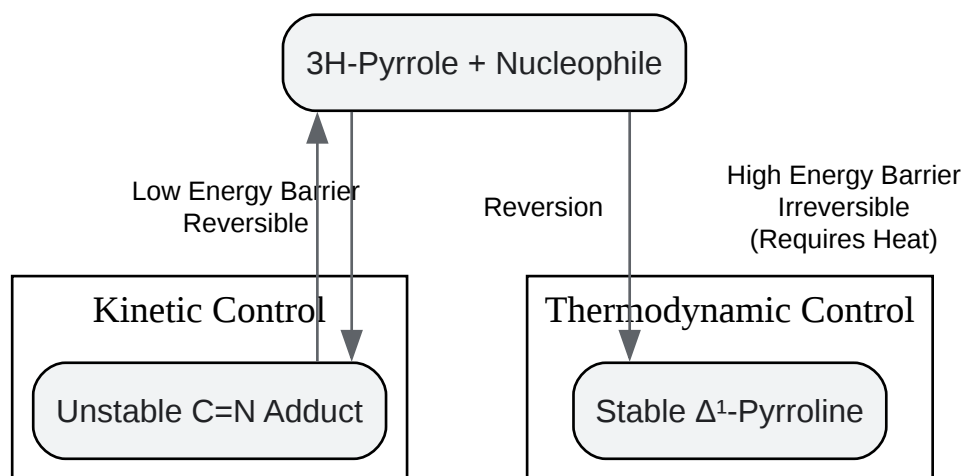 3H-Pyrrole + Nucleophile
Low Energy Barrier
Reversible
Reversion
High Energy Barrier
Irreversible
(Requires Heat)
Kinetic Control
Thermodynamic Control
Unstable C=N Adduct
Stable Δ¹-Pyrroline